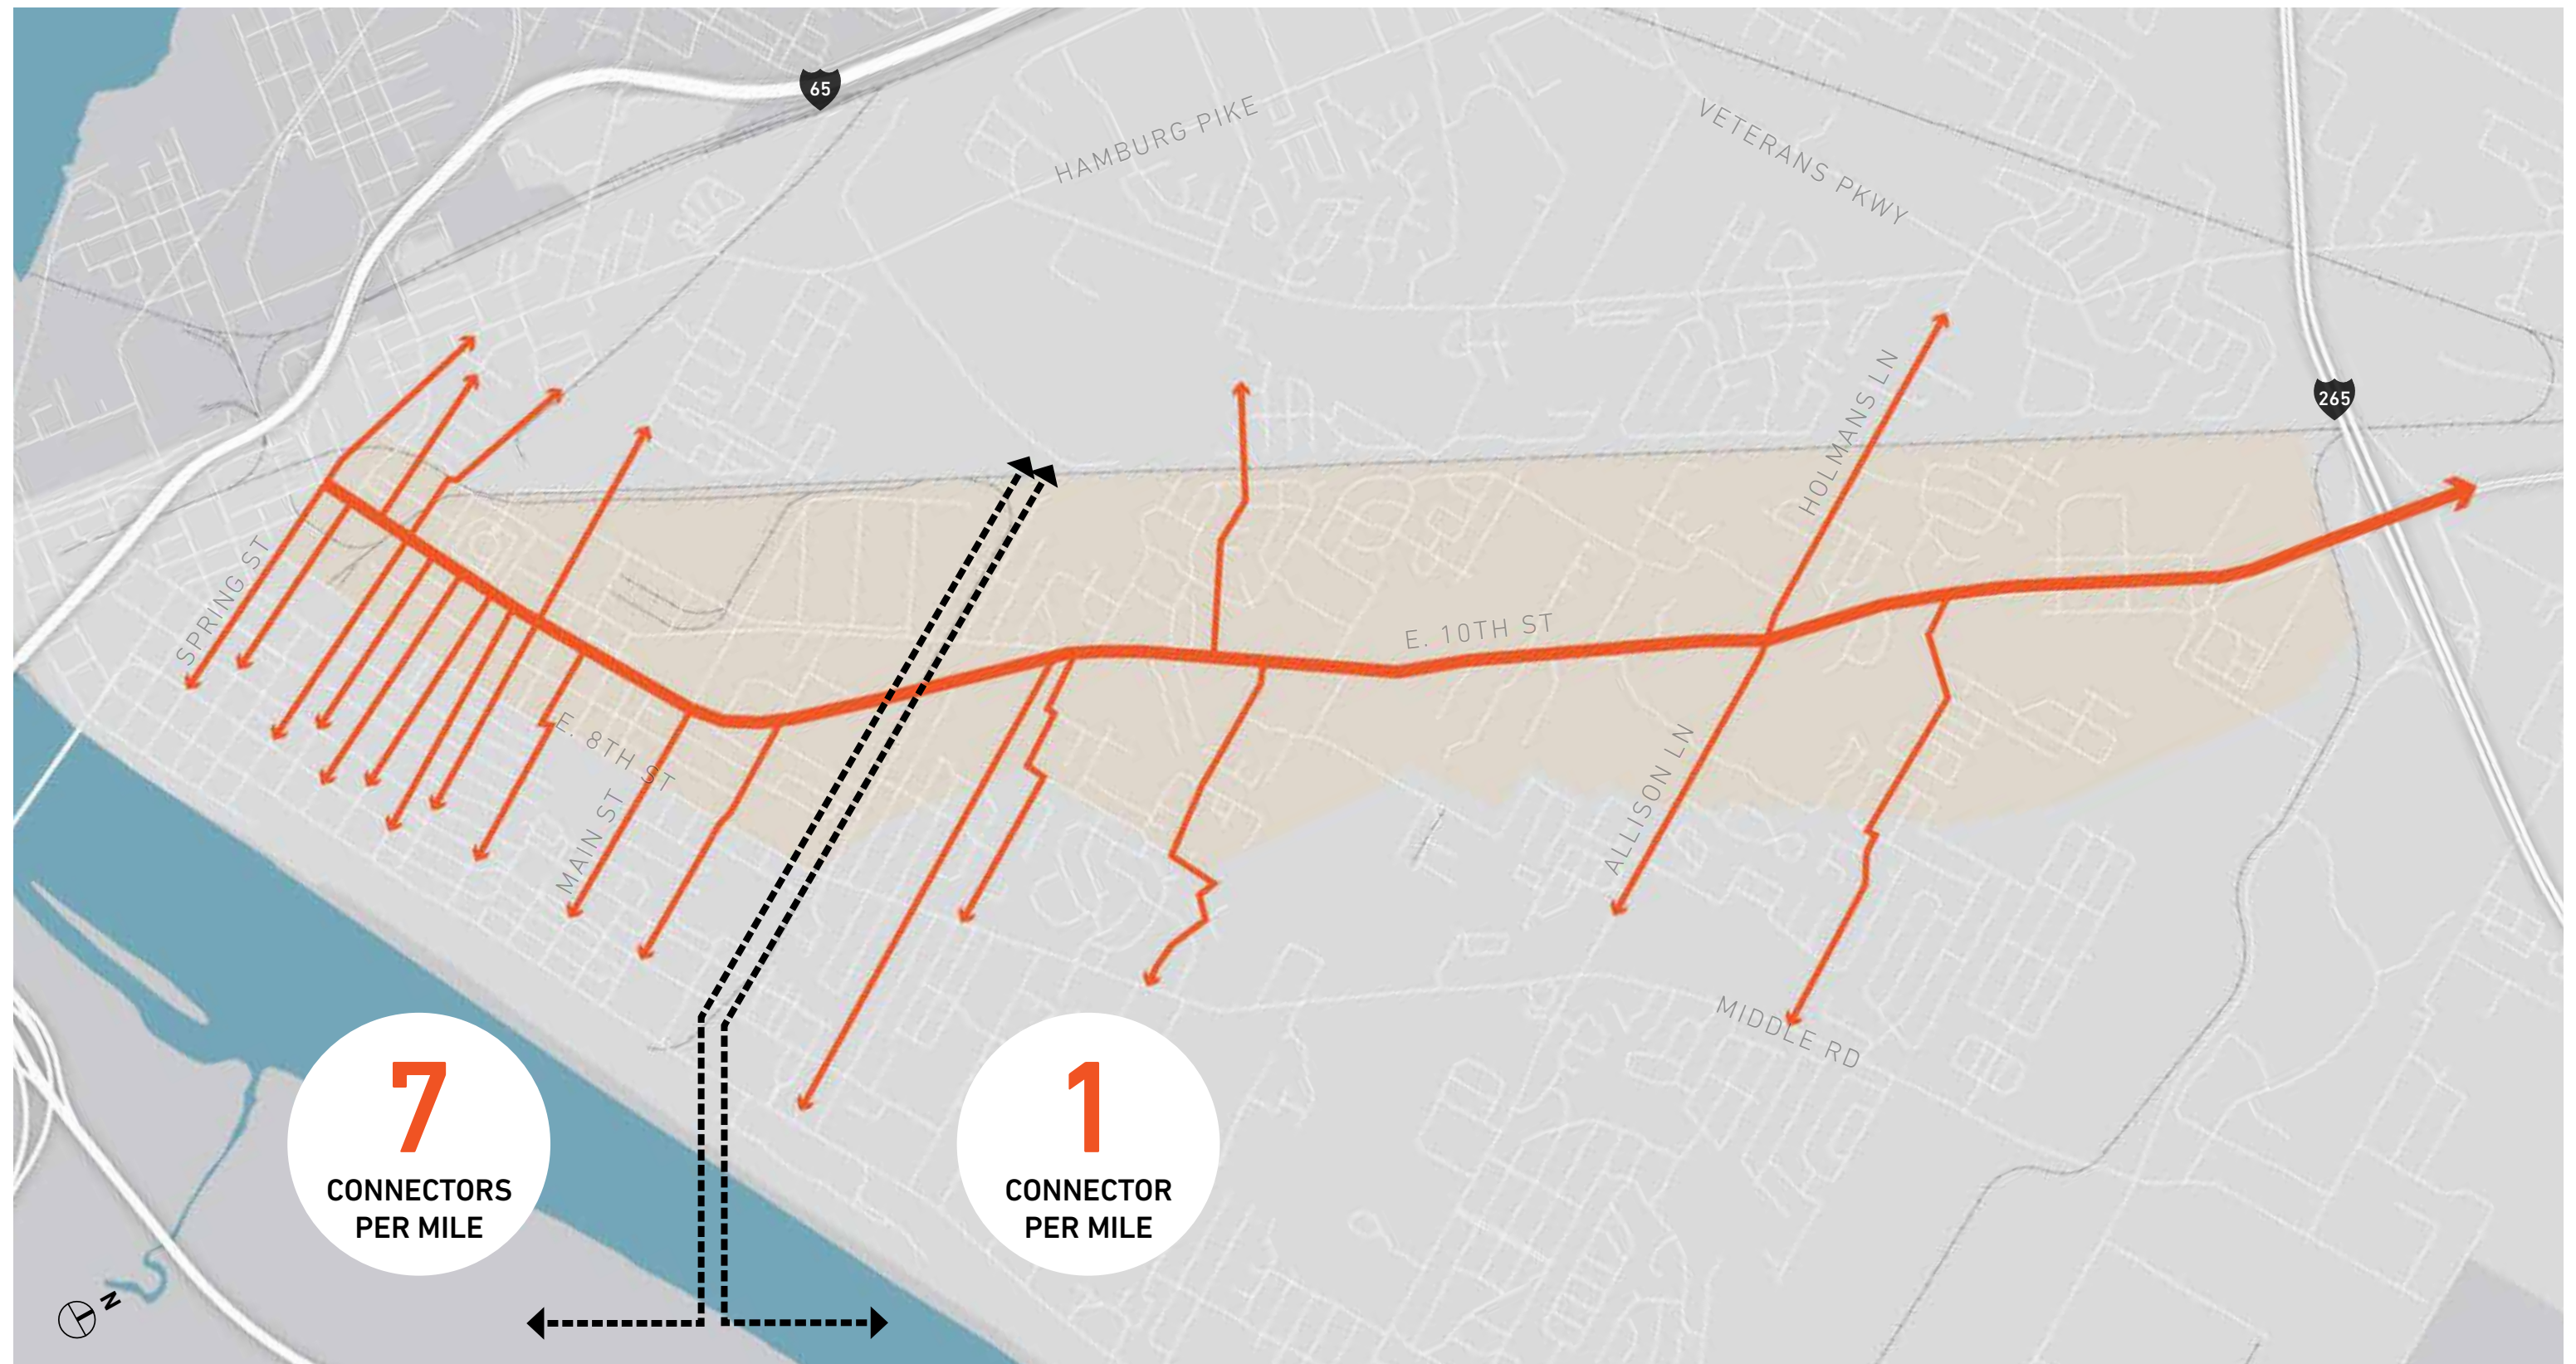 65
HAMBURG PIKE
VETERANS PKWY
265
HOLMANS LN
SPRING ST
E. 10TH ST
E. 8TH ST
MAIN ST
ALLISON LN
MIDDLE RD
7
CONNECTORS
PER MILE
1
CONNECTOR
PER MILE
N